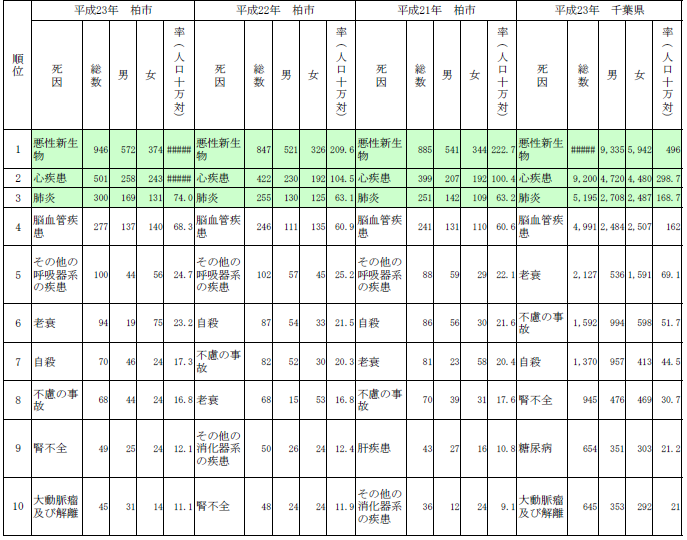 平成23年　柏市 平成22年　柏市 平成21年　柏市 平成23年　千葉県
順位 死因 総数 男 女 率(人口十万対) 死因 総数 男 女 率(人口十万対) 死因 総数 男 女 率(人口十万対) 死因 総数 男 女 率(人口十万対)
1 悪性新生物 946 572 374 ##### 悪性新生物 847 521 326 209.6 悪性新生物 885 541 344 222.7 悪性新生物 ##### 9,335 5,942 496
2 心疾患 501 258 243 ##### 心疾患 422 230 192 104.5 心疾患 399 207 192 100.4 心疾患 9,200 4,720 4,480 298.7
3 肺炎 300 169 131 74.0 肺炎 255 130 125 63.1 肺炎 251 142 109 63.2 肺炎 5,195 2,708 2,487 168.7
4 脳血管疾患 277 137 140 68.3 脳血管疾患 246 111 135 60.9 脳血管疾患 241 131 110 60.6 脳血管疾患 4,991 2,484 2,507 162
5 その他の呼吸器系の疾患 100 44 56 24.7 その他の呼吸器系の疾患 102 57 45 25.2 その他の呼吸器系の疾患 88 59 29 22.1 老衰 2,127 536 1,591 69.1
6 老衰 94 19 75 23.2 自殺 87 54 33 21.5 自殺 86 56 30 21.6 不慮の事故 1,592 994 598 51.7
7 自殺 70 46 24 17.3 不慮の事故 82 52 30 20.3 老衰 81 23 58 20.4 自殺 1,370 957 413 44.5
8 不慮の事故 68 44 24 16.8 老衰 68 15 53 16.8 不慮の事故 70 39 31 17.6 腎不全 945 476 469 30.7
9 腎不全 49 25 24 12.1 その他の消化器系の疾患 50 26 24 12.4 肝疾患 43 27 16 10.8 糖尿病 654 351 303 21.2
10 大動脈瘤及び解離 45 31 14 11.1 腎不全 48 24 24 11.9 その他の消化器系の疾患 36 12 24 9.1 大動脈瘤及び解離 645 353 292 21